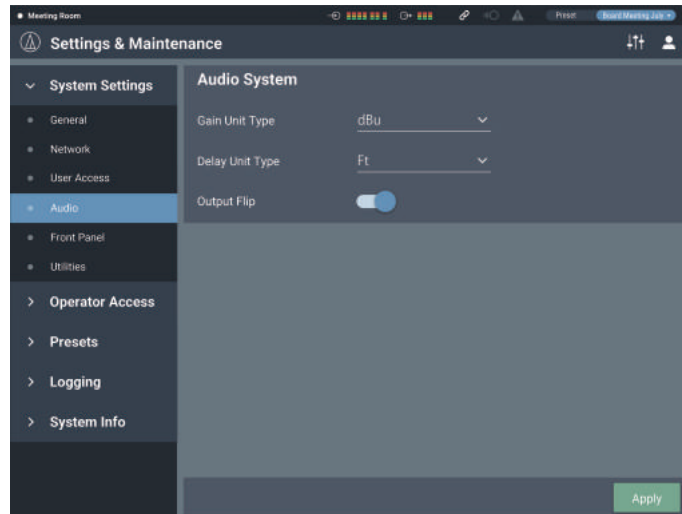 Meeting Room
Preset
Board Meeting July
Settings & Maintenance
System Settings
General
Network
User Access
Audio
Front Panel
Utilities
Operator Access
Presets
Logging
System Info
Audio System
Gain Unit Type dBu
Delay Unit Type Ft
Output Flip
Apply